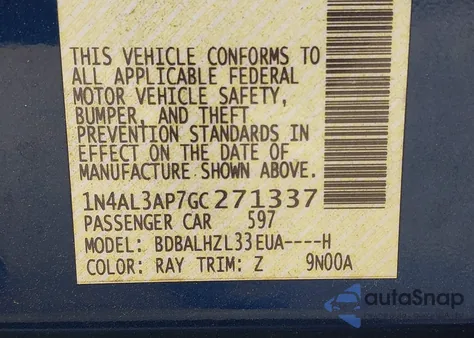 THIS VEHICLE CONFORMS TO
ALL APPLICABLE FEDERAL
MOTOR VEHICLE SAFETY,
BUMPER, AND THEFT
PREVENTION STANDARDS IN
EFFECT ON THE DATE OF
MANUFACTURE SHOWN ABOVE.
1N4AL3AP7GC271337
PASSENGER CAR 597
MODEL: BDBALHZL33EUA----H
COLOR: RAY TRIM: Z 9N00A
autoSnap